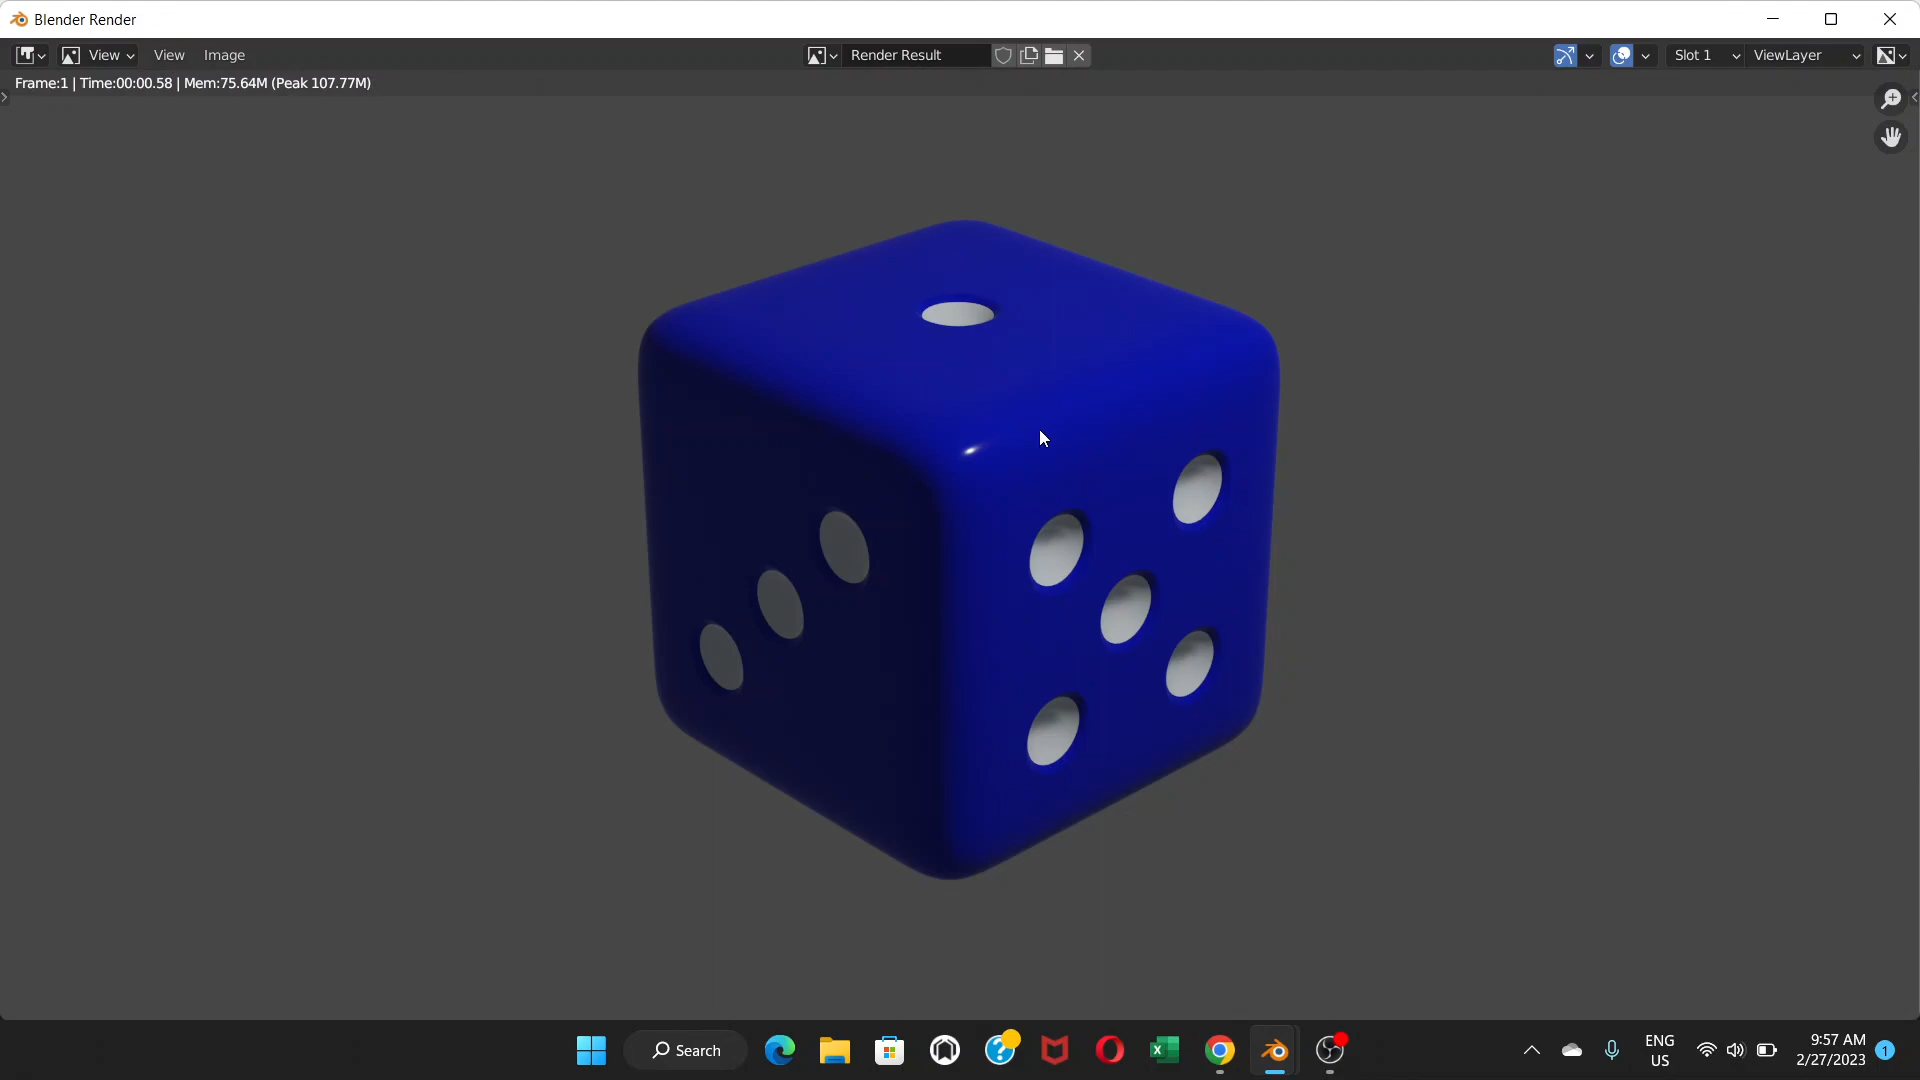 Blender Render
View View Image Render Result Slot 1 ViewLayer
Frame:1 | Time:00:00.58 | Mem:75.64M (Peak 107.77M)
Search
ENG
US
9:57 AM
2/27/2023
1